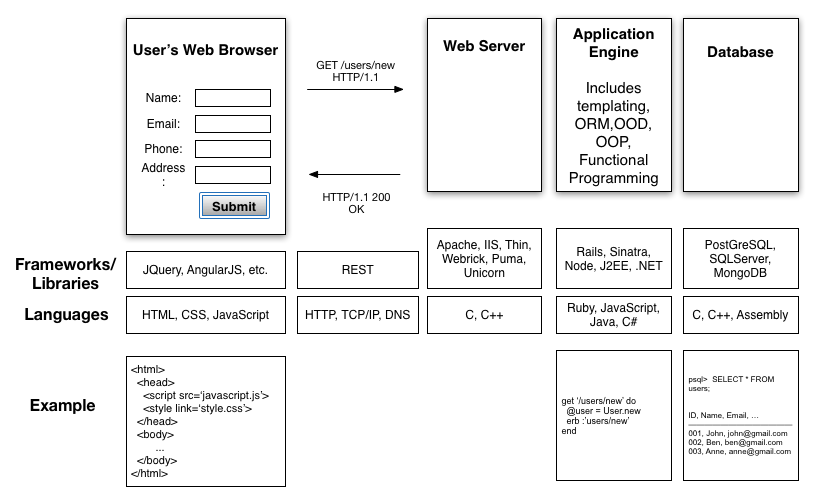 User's Web Browser
Name:
Email:
Phone:
Address
:
Submit
GET /users/new
HTTP/1.1
HTTP/1.1 200
OK
Web Server
Application
Engine
Includes
templating,
ORM,OOD,
OOP,
Functional
Programming
Database
Frameworks/
Libraries
JQuery, AngularJS, etc.
REST
Apache, IIS, Thin,
Webrick, Puma,
Unicorn
Rails, Sinatra,
Node, J2EE, .NET
PostGreSQL,
SQLServer,
MongoDB
Languages
HTML, CSS, JavaScript
HTTP, TCP/IP, DNS
C, C++
Ruby, JavaScript,
Java, C#
C, C++, Assembly
Example
<html>
<head>
<script src='javascript.js'>
<style link='style.css'>
</head>
<body>
...
</body>
</html>
get '/users/new' do
@user = User.new
erb :'users/new'
end
psql> SELECT * FROM
users;
ID, Name, Email, ...
001, John, john@gmail.com
002, Ben, ben@gmail.com
003, Anne, anne@gmail.com